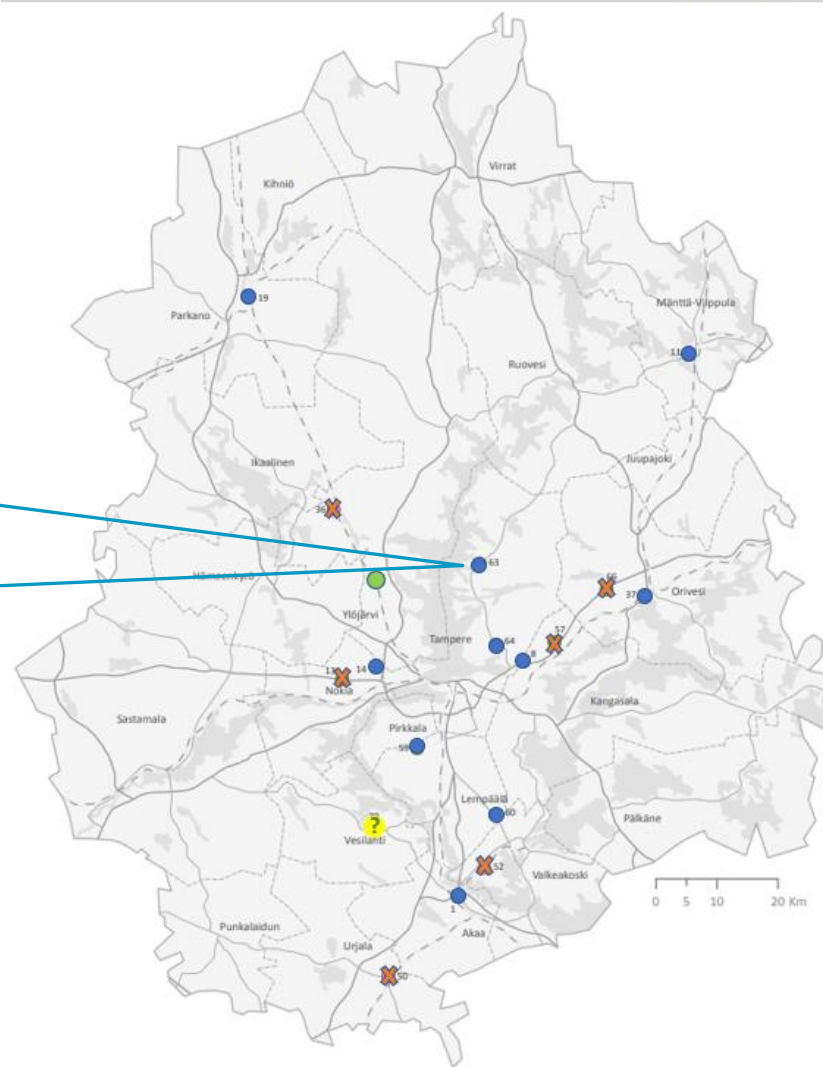 Virrat
Kihniö
19
Parkano
Mänttä-Vilppula
11
Ruovesi
Juupajoki
Ikaalinen
36
63
Hämeenkyrö
66
37
Orivesi
Ylöjärvi
57
Tampere
64
8
14
13
Nokia
Kangasala
Sastamala
Pirkkala
59
Lempäälä
60
Pälkäne
?
Vesilahti
52
Valkeakoski
0 5 10 20 Km
1
Punkalaidun
Akaa
Urjala
50